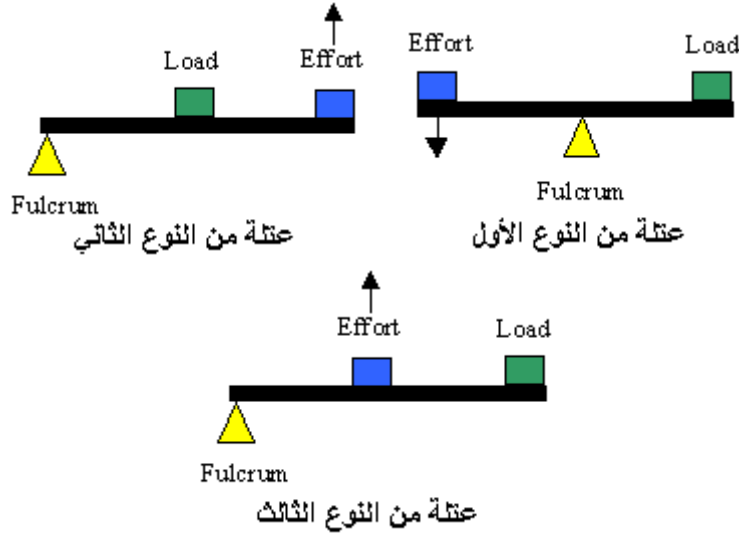 Effort
Load
Fulcrum
عتلة من النوع الثاني
Effort
Load
Fulcrum
عتلة من النوع الأول
Effort
Load
Fulcrum
عتلة من النوع الثالث